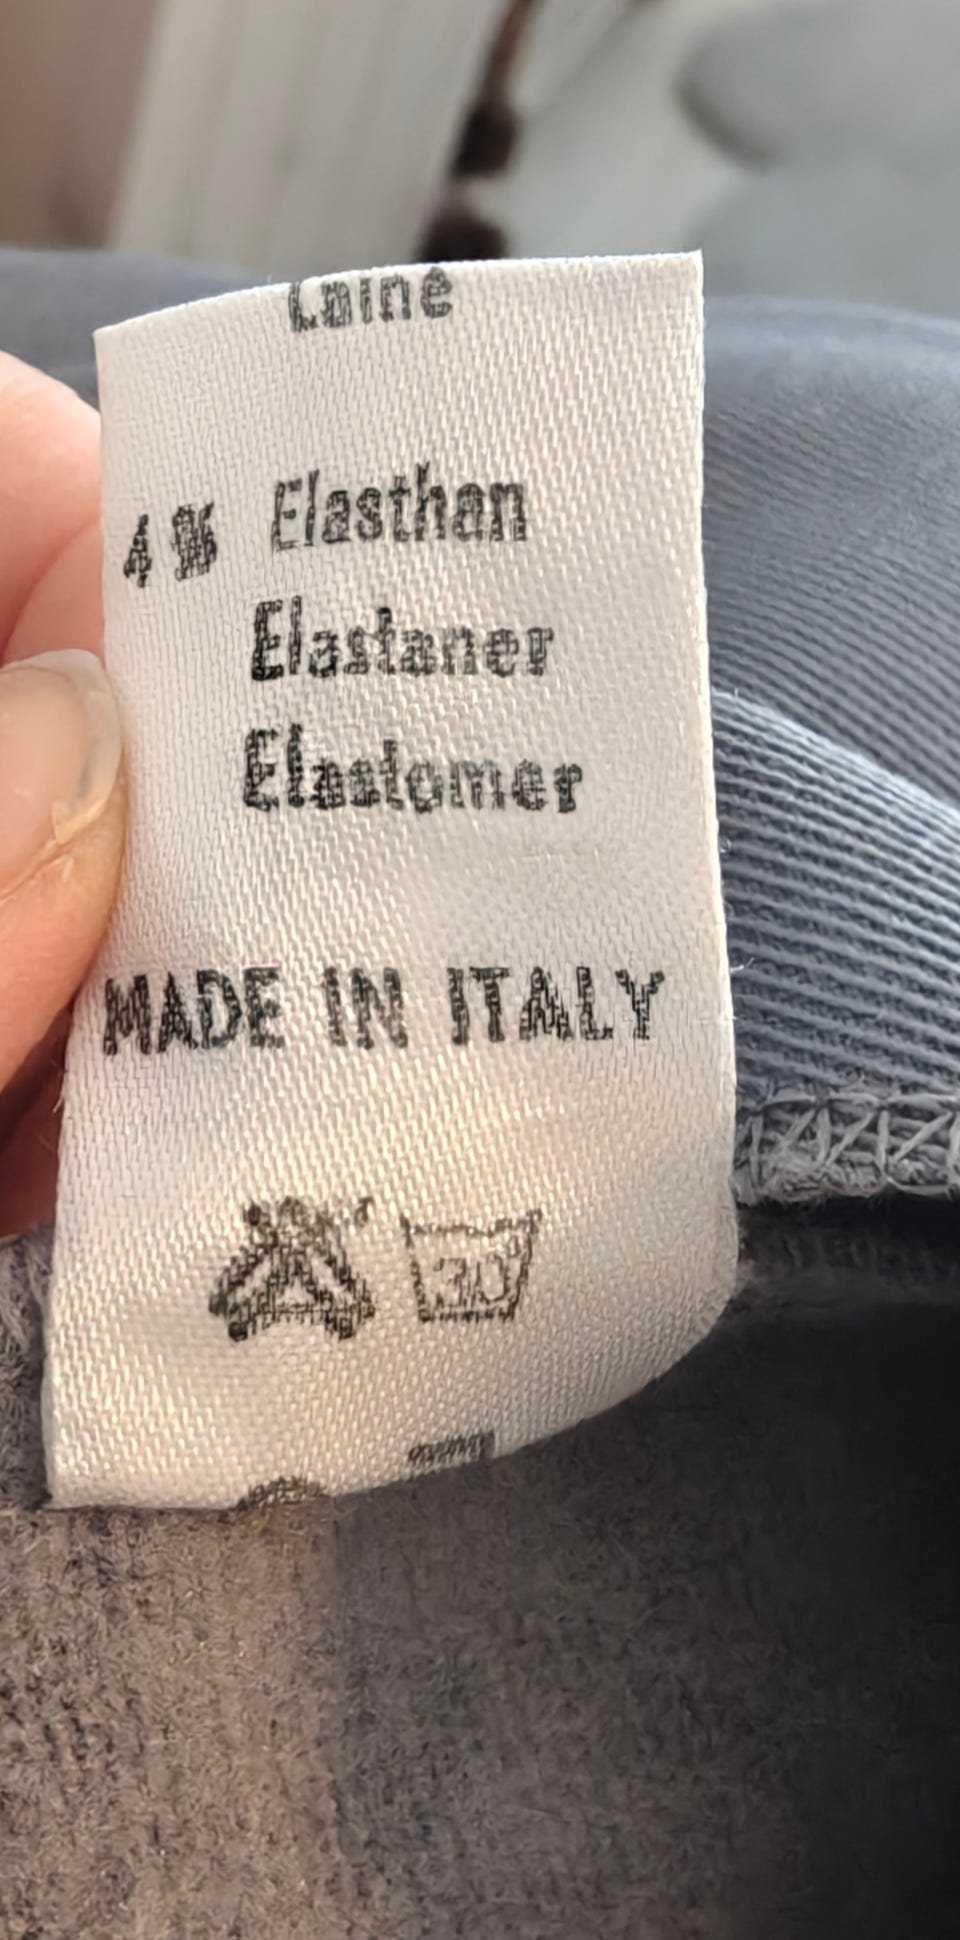 Laine
4 % Elasthan
Elastaner
Elastomer
MADE IN ITALY
30°